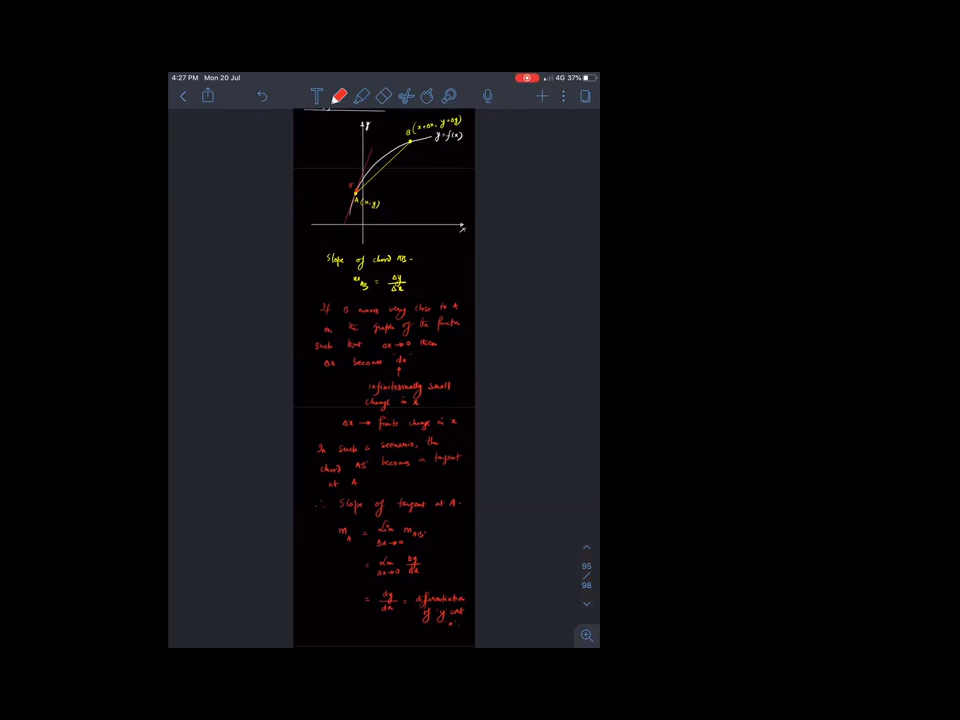 4:27 PM Mon 20 Jul
4G 37%
Y
B (x+Δx, y+Δy)
y=f(x)
B'
A (x, y)
x
Slope of chord AB-
m_AB = Δy/Δx
If B moves very close to A
on the graph of the function
such that Δx→0 then
Δx becomes 'dx'
↑
infinitesimally small
change in x
Δx → finite change in x
In such a scenario, the
chord AB' becomes a tangent
at A
∴ Slope of tangent at A-
m_A = Lim Δx→0 m_AB'
= Lim Δx→0 Δy/Δx
= dy/dx = differentiation
of 'y' wrt
'x'.
95
/
98